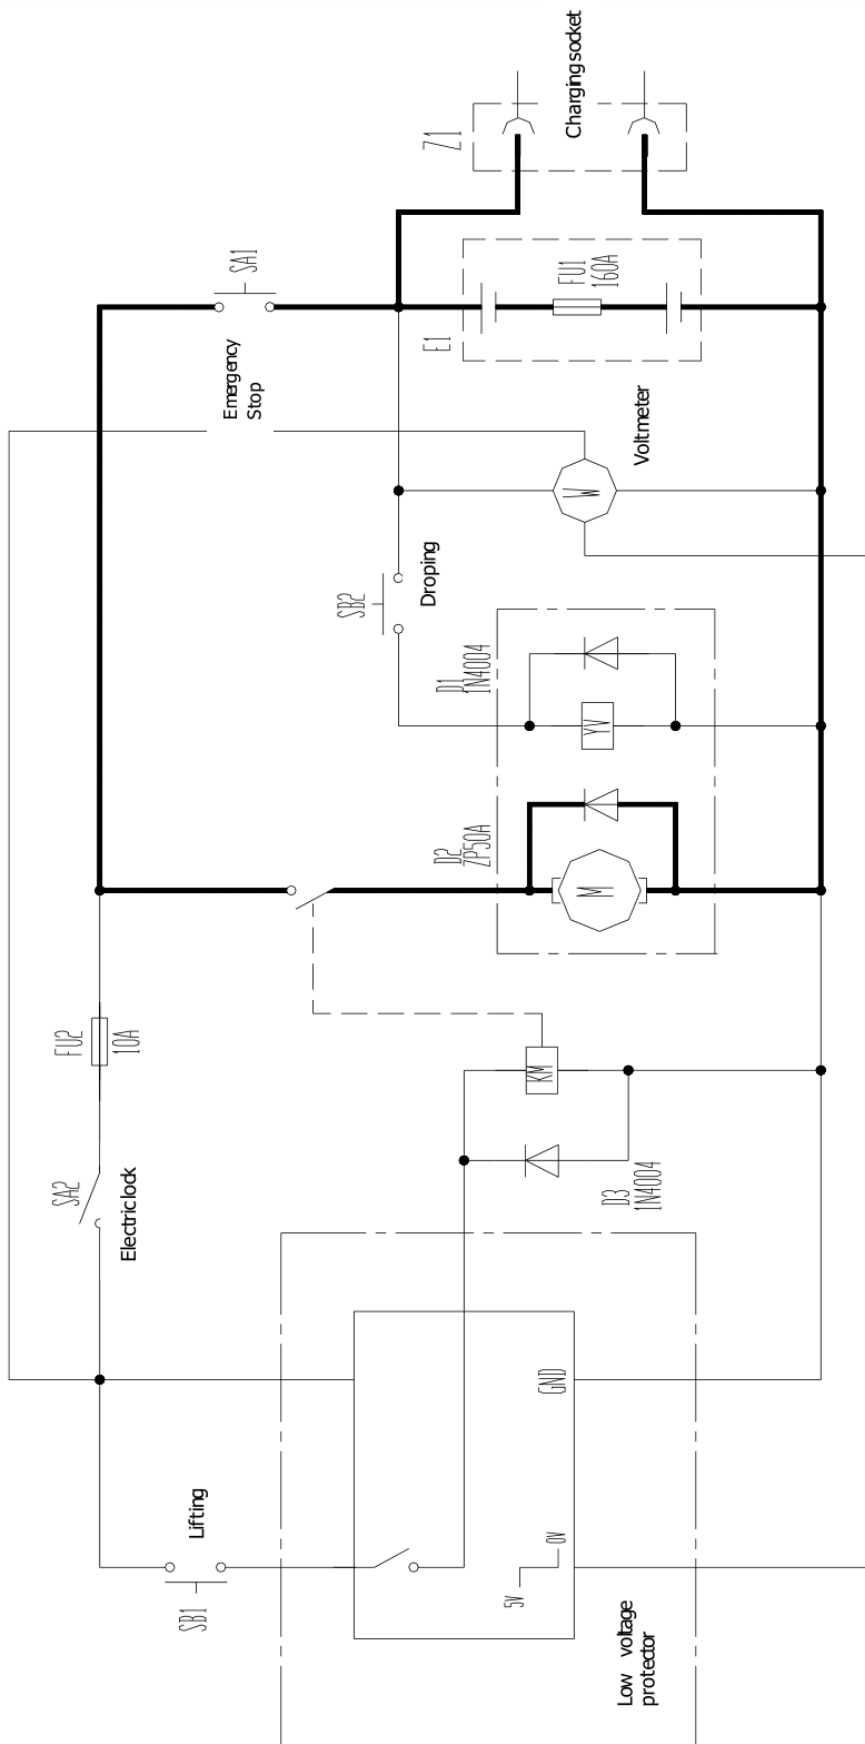 Z1
Charging socket
SA1
Emergency
Stop
E1
FU1
160A
Voltmeter
V
SB2
Droping
D1
1N4004
YV
D2
ZP50A
M
FU2
10A
SA2
Electric lock
KM
D3
1N4004
GND
SB1
Lifting
5V
0V
Low voltage
protector